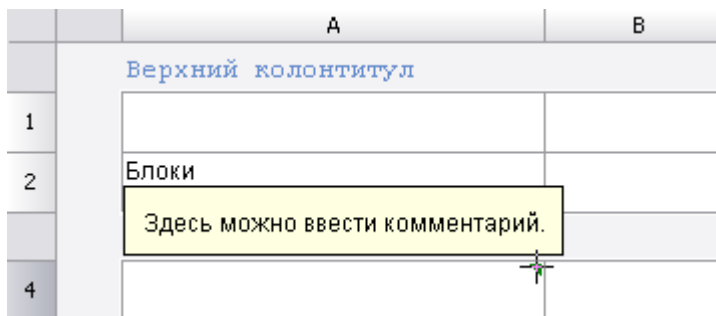 A B
Верхний колонтитул
1
2 Блоки
Здесь можно ввести комментарий.
4